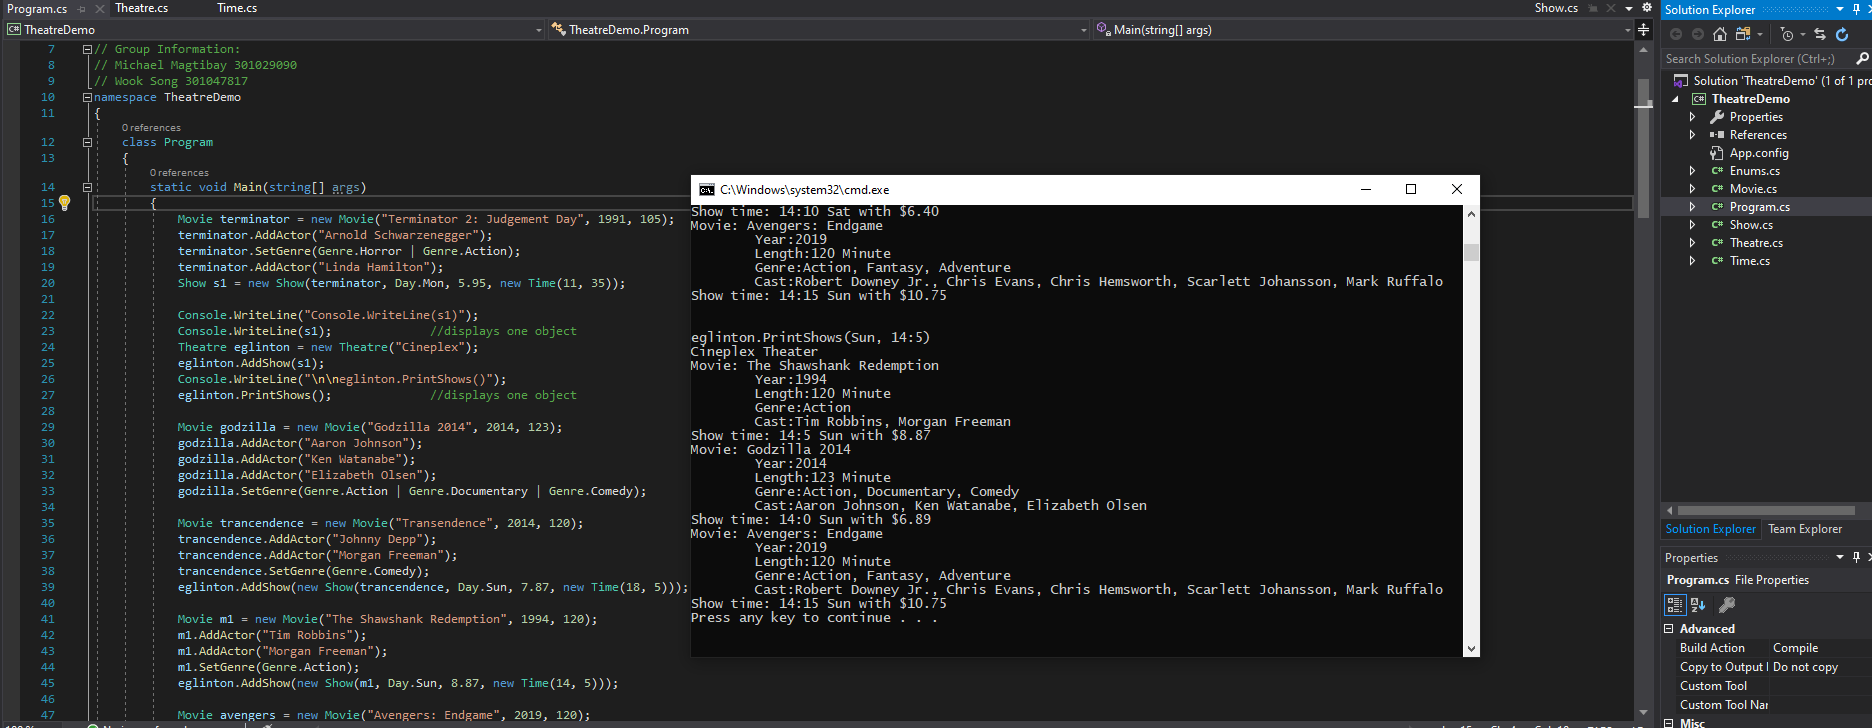 Program.cs
Theatre.cs
Time.cs
Show.cs
TheatreDemo
TheatreDemo.Program
Main(string[] args)
7 // Group Information:
8 // Michael Magtibay 301029090
9 // Wook Song 301047817
10 namespace TheatreDemo
11 {
0 references
12 class Program
13 {
0 references
14 static void Main(string[] args)
15 {
16 Movie terminator = new Movie("Terminator 2: Judgement Day", 1991, 105);
17 terminator.AddActor("Arnold Schwarzenegger");
18 terminator.SetGenre(Genre.Horror | Genre.Action);
19 terminator.AddActor("Linda Hamilton");
20 Show s1 = new Show(terminator, Day.Mon, 5.95, new Time(11, 35));
21
22 Console.WriteLine("Console.WriteLine(s1)");
23 Console.WriteLine(s1); //displays one object
24 Theatre eglinton = new Theatre("Cineplex");
25 eglinton.AddShow(s1);
26 Console.WriteLine("\n\neglinton.PrintShows()");
27 eglinton.PrintShows(); //displays one object
28
29 Movie godzilla = new Movie("Godzilla 2014", 2014, 123);
30 godzilla.AddActor("Aaron Johnson");
31 godzilla.AddActor("Ken Watanabe");
32 godzilla.AddActor("Elizabeth Olsen");
33 godzilla.SetGenre(Genre.Action | Genre.Documentary | Genre.Comedy);
34
35 Movie trancendence = new Movie("Transendence", 2014, 120);
36 trancendence.AddActor("Johnny Depp");
37 trancendence.AddActor("Morgan Freeman");
38 trancendence.SetGenre(Genre.Comedy);
39 eglinton.AddShow(new Show(trancendence, Day.Sun, 7.87, new Time(18, 5)));
40
41 Movie m1 = new Movie("The Shawshank Redemption", 1994, 120);
42 m1.AddActor("Tim Robbins");
43 m1.AddActor("Morgan Freeman");
44 m1.SetGenre(Genre.Action);
45 eglinton.AddShow(new Show(m1, Day.Sun, 8.87, new Time(14, 5)));
46
47 Movie avengers = new Movie("Avengers: Endgame", 2019, 120);
C:\Windows\system32\cmd.exe
Show time: 14:10 Sat with $6.40
Movie: Avengers: Endgame
Year:2019
Length:120 Minute
Genre:Action, Fantasy, Adventure
Cast:Robert Downey Jr., Chris Evans, Chris Hemsworth, Scarlett Johansson, Mark Ruffalo
Show time: 14:15 Sun with $10.75
eglinton.PrintShows(Sun, 14:5)
Cineplex Theater
Movie: The Shawshank Redemption
Year:1994
Length:120 Minute
Genre:Action
Cast:Tim Robbins, Morgan Freeman
Show time: 14:5 Sun with $8.87
Movie: Godzilla 2014
Year:2014
Length:123 Minute
Genre:Action, Documentary, Comedy
Cast:Aaron Johnson, Ken Watanabe, Elizabeth Olsen
Show time: 14:0 Sun with $6.89
Movie: Avengers: Endgame
Year:2019
Length:120 Minute
Genre:Action, Fantasy, Adventure
Cast:Robert Downey Jr., Chris Evans, Chris Hemsworth, Scarlett Johansson, Mark Ruffalo
Show time: 14:15 Sun with $10.75
Press any key to continue . . .
Solution Explorer
Search Solution Explorer (Ctrl+;)
Solution 'TheatreDemo' (1 of 1 pro
C# TheatreDemo
Properties
References
App.config
C# Enums.cs
C# Movie.cs
C# Program.cs
C# Show.cs
C# Theatre.cs
C# Time.cs
Solution Explorer Team Explorer
Properties
Program.cs File Properties
Advanced
Build Action Compile
Copy to Output Do not copy
Custom Tool
Custom Tool Nar
Misc